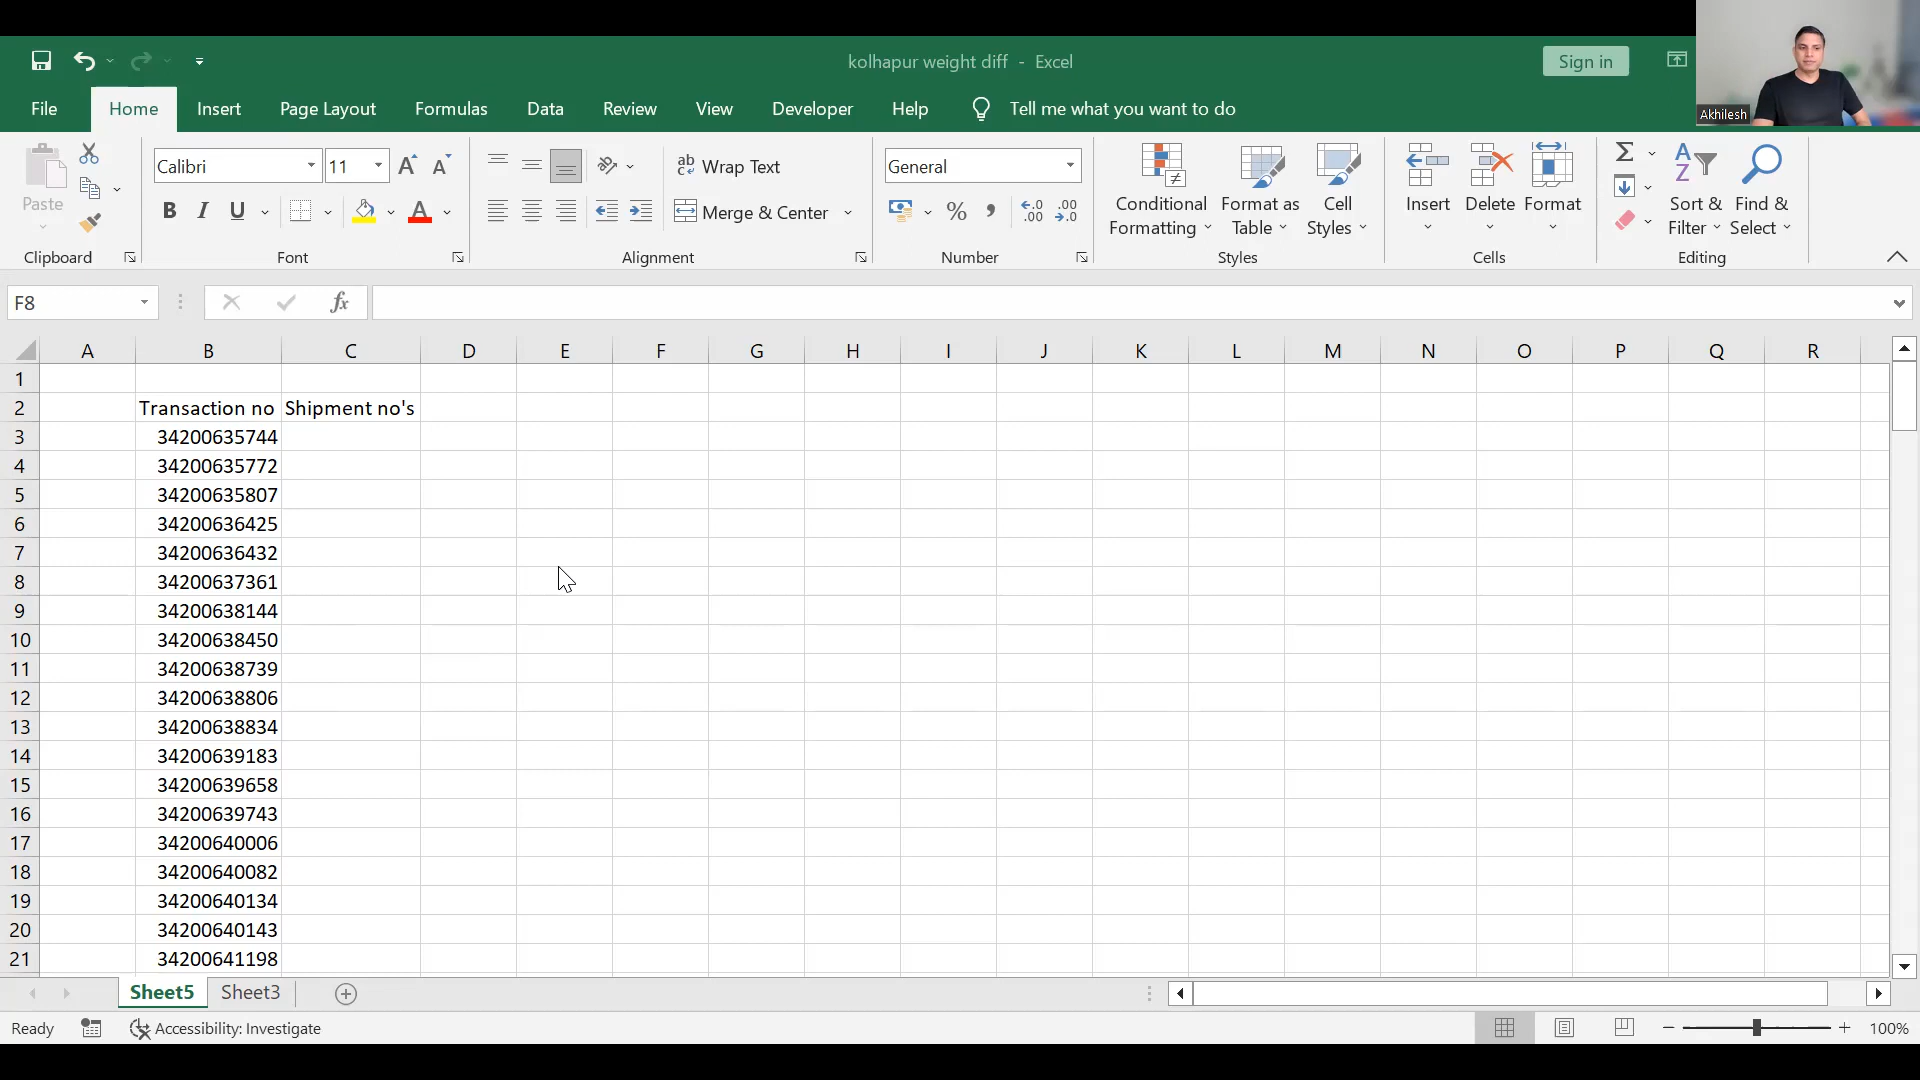 kolhapur weight diff - Excel
Sign in
Akhilesh
File Home Insert Page Layout Formulas Data Review View Developer Help Tell me what you want to do
Paste
Clipboard
Calibri 11
B I U A
Font
ab Wrap Text
Merge & Center
Alignment
General
% , .00 .00
Number
Conditional Formatting
Format as Table
Cell Styles
Styles
Insert Delete Format
Cells
Sort & Filter
Find & Select
Editing
F8 fx
A B C D E F G H I J K L M N O P Q R
1
2 Transaction no Shipment no's
3 34200635744
4 34200635772
5 34200635807
6 34200636425
7 34200636432
8 34200637361
9 34200638144
10 34200638450
11 34200638739
12 34200638806
13 34200638834
14 34200639183
15 34200639658
16 34200639743
17 34200640006
18 34200640082
19 34200640134
20 34200640143
21 34200641198
Sheet5 Sheet3
Ready Accessibility: Investigate 100%